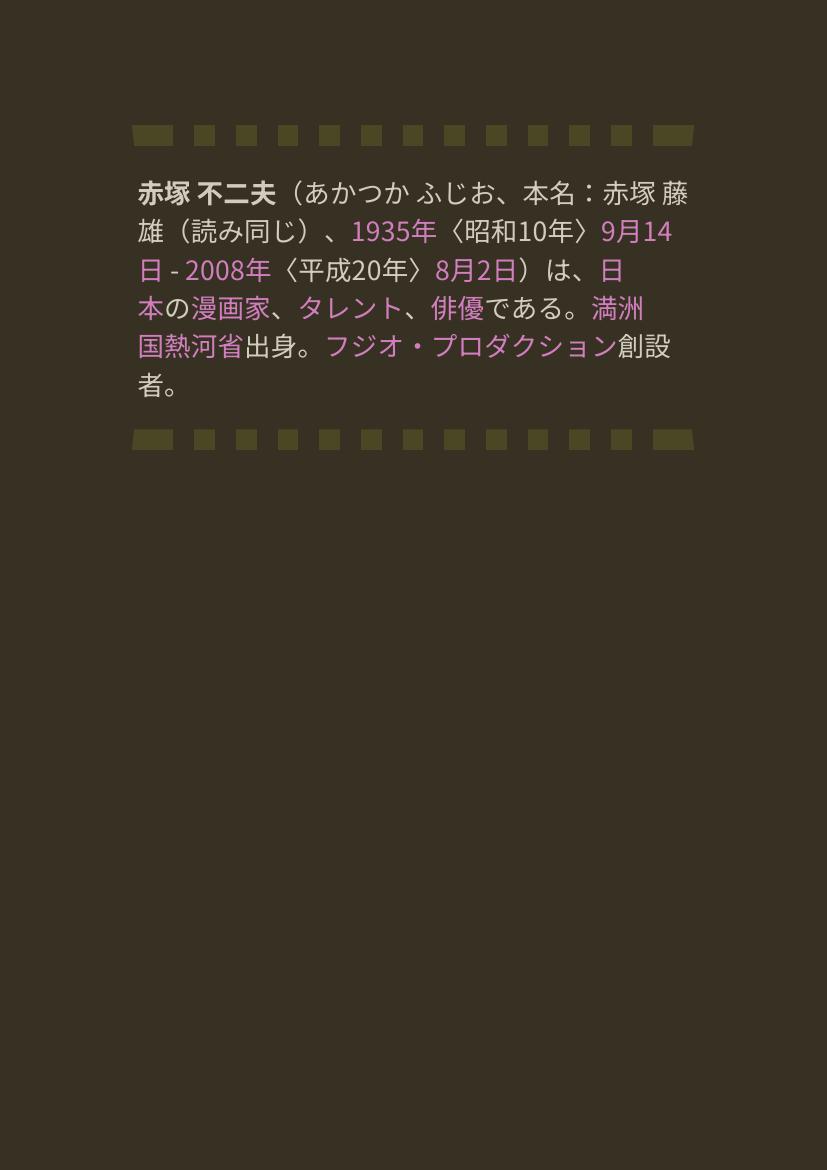 赤塚 不二夫（あかつか ふじお、本名：赤塚 藤
雄（読み同じ）、1935年〈昭和10年〉9月14
日 - 2008年〈平成20年〉8月2日）は、日
本の漫画家、タレント、俳優である。満洲
国熱河省出身。フジオ・プロダクション創設
者。